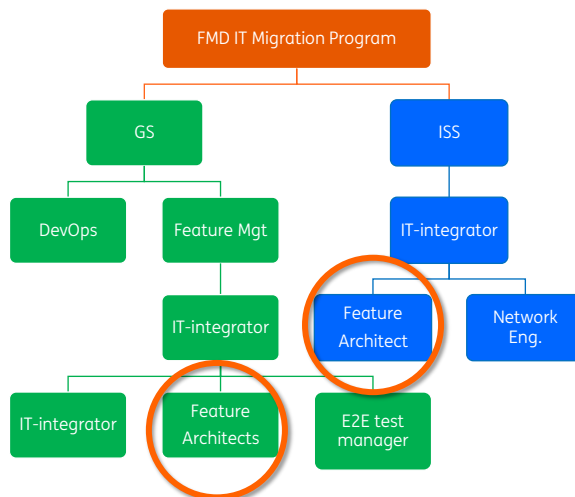 FMD IT Migration Program
GS
ISS
DevOps
Feature Mgt
IT-integrator
IT-integrator
Feature
Architect
Network
Eng.
IT-integrator
Feature
Architects
E2E test
manager